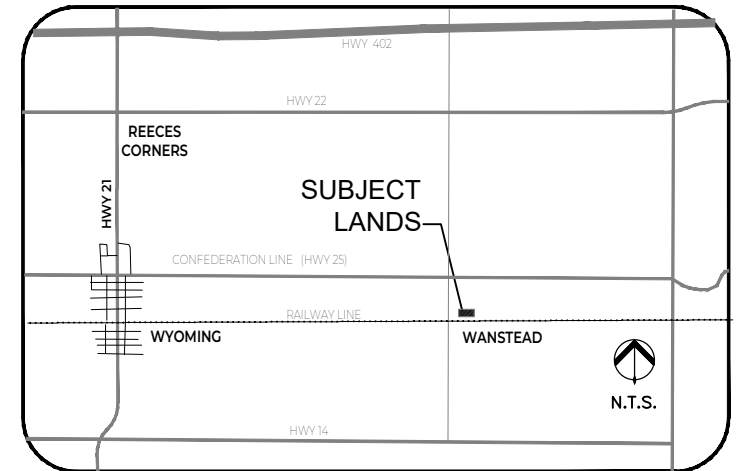 HWY 402
HWY 22
REECES
CORNERS
HWY 21
SUBJECT
LANDS
CONFEDERATION LINE (HWY 25)
RAILWAY LINE
WYOMING
WANSTEAD
N.T.S.
HWY 14